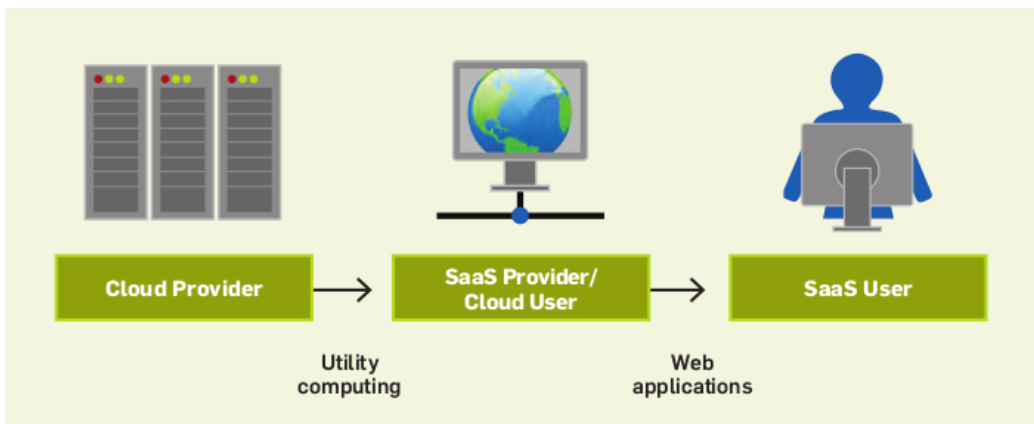 Cloud Provider
SaaS Provider/
Cloud User
SaaS User
Utility
computing
Web
applications